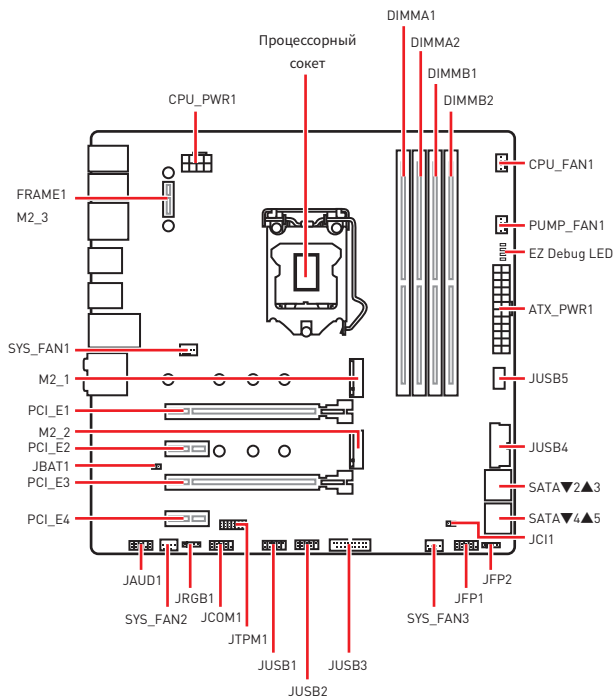 DIMMA1
Процессорный
сокет
DIMMA2
DIMMB1
CPU_PWR1
DIMMB2
CPU_FAN1
FRAME1
M2_3
PUMP_FAN1
EZ Debug LED
ATX_PWR1
SYS_FAN1
M2_1
JUSB5
PCI_E1
M2_2
PCI_E2
JUSB4
JBAT1
PCI_E3
SATA▼2▲3
PCI_E4
SATA▼4▲5
JCI1
JAUD1
JFP2
JRGB1
JFP1
SYS_FAN2
JCOM1
SYS_FAN3
JTPM1
JUSB1
JUSB3
JUSB2